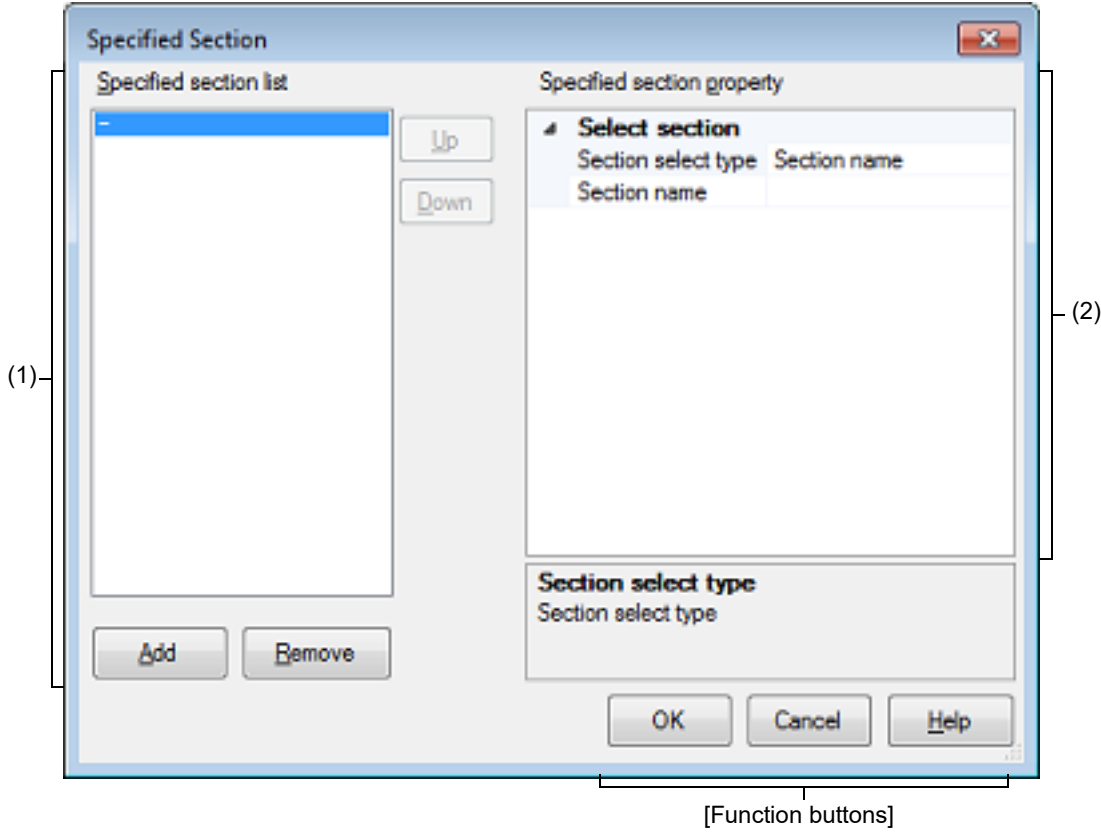 Specified Section
Specified section list
Specified section property
–
Up
Down
Select section
Section select type Section name
Section name
(1)
(2)
Section select type
Section select type
Add Remove
OK Cancel Help
[Function buttons]